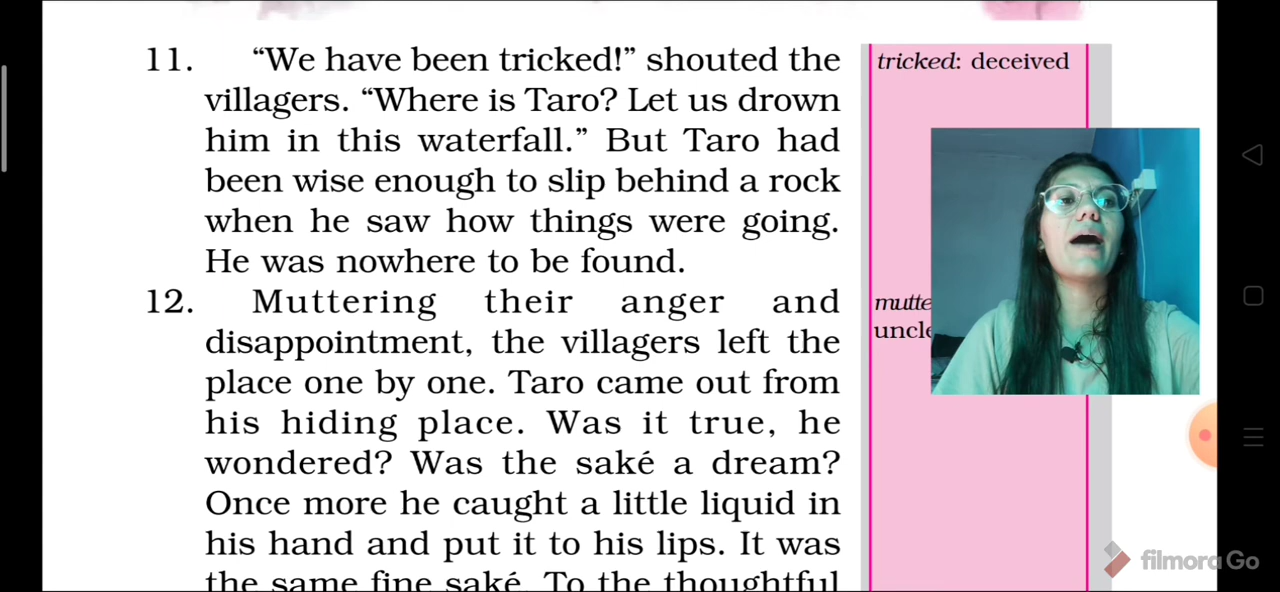 11. “We have been tricked!” shouted the
villagers. “Where is Taro? Let us drown
him in this waterfall.” But Taro had
been wise enough to slip behind a rock
when he saw how things were going.
He was nowhere to be found.
12. Muttering their anger and
disappointment, the villagers left the
place one by one. Taro came out from
his hiding place. Was it true, he
wondered? Was the saké a dream?
Once more he caught a little liquid in
his hand and put it to his lips. It was
the same fine saké. To the thoughtful
tricked: deceived
mutte
uncle
filmoraGo